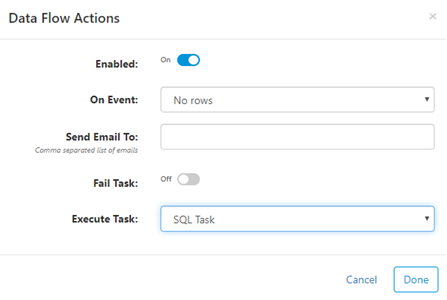 Data Flow Actions ×
Enabled: On
On Event: No rows
Send Email To:
Comma separated list of emails
Fail Task: Off
Execute Task: SQL Task
Cancel Done